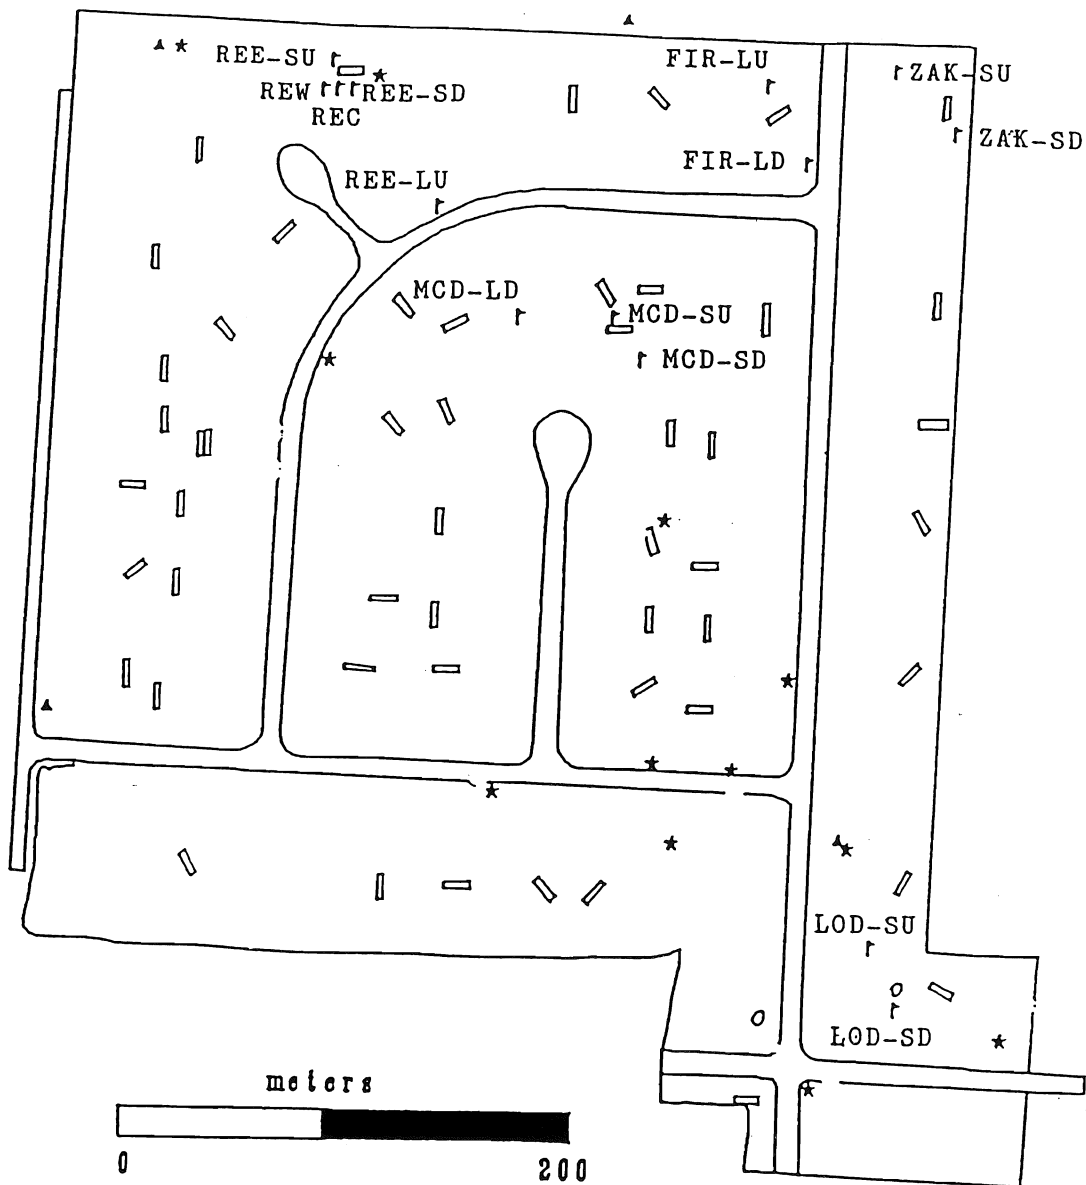 REE-SU
FIR-LU
ZAK-SU
REW
REE-SD
REC
ZAK-SD
FIR-LD
REE-LU
MCD-LD
MCD-SU
MCD-SD
LOD-SU
LOD-SD
meters
0
200